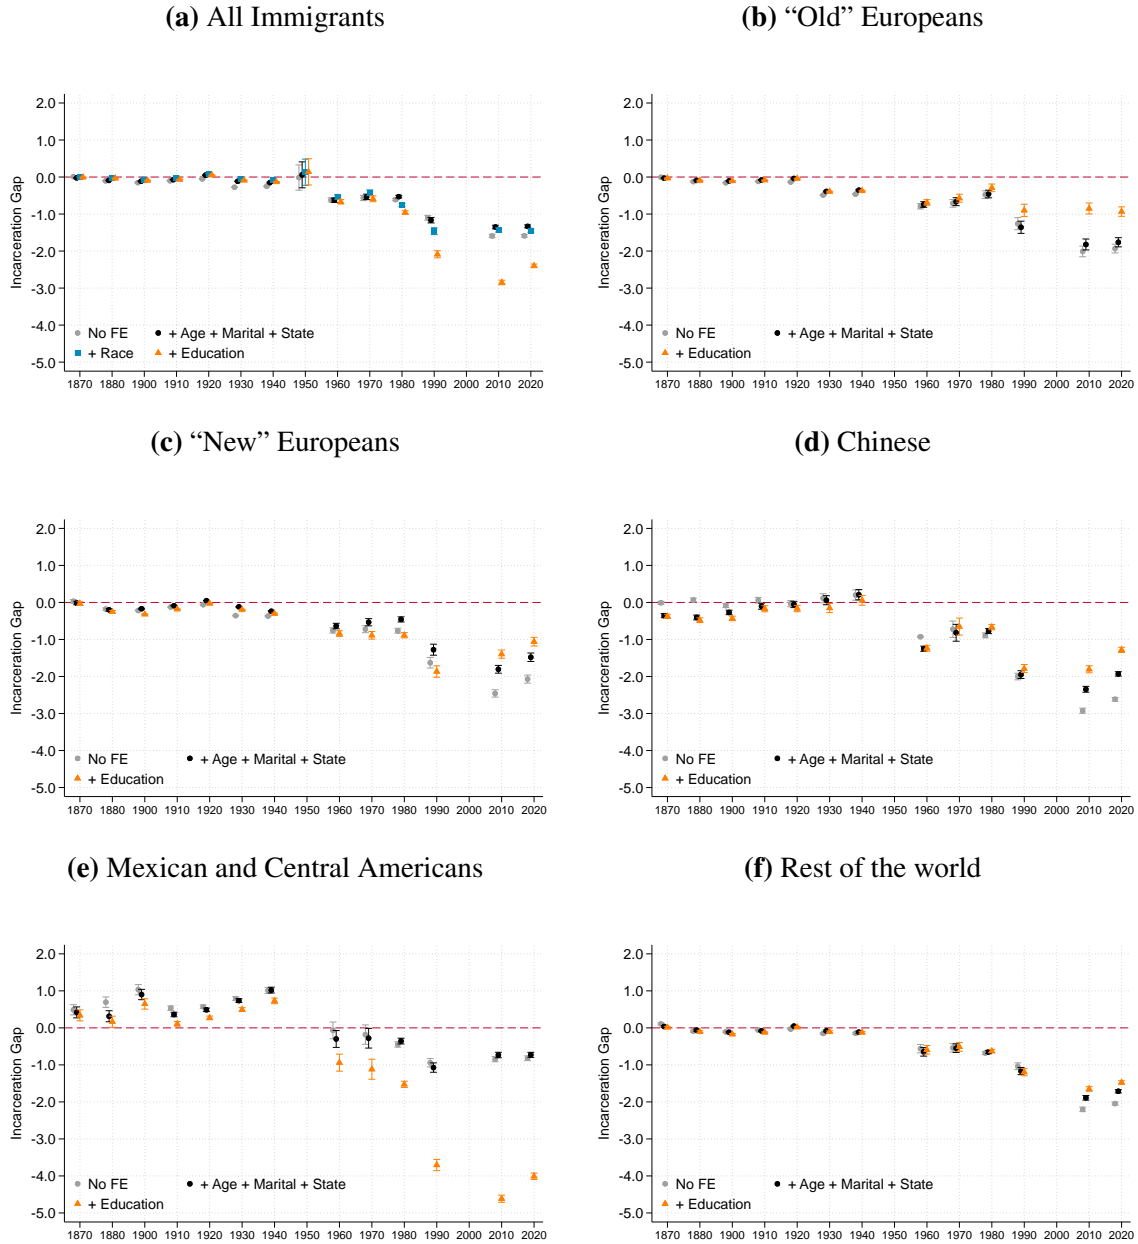 (a) All Immigrants
Incarceration Gap
2.0
1.0
0.0
-1.0
-2.0
-3.0
-4.0
-5.0
No FE + Age + Marital + State
+ Race + Education
1870 1880 1900 1910 1920 1930 1940 1950 1960 1970 1980 1990 2000 2010 2020
(b) “Old” Europeans
Incarceration Gap
2.0
1.0
0.0
-1.0
-2.0
-3.0
-4.0
-5.0
No FE + Age + Marital + State
+ Education
1870 1880 1900 1910 1920 1930 1940 1950 1960 1970 1980 1990 2000 2010 2020
(c) “New” Europeans
Incarceration Gap
2.0
1.0
0.0
-1.0
-2.0
-3.0
-4.0
-5.0
No FE + Age + Marital + State
+ Education
1870 1880 1900 1910 1920 1930 1940 1950 1960 1970 1980 1990 2000 2010 2020
(d) Chinese
Incarceration Gap
2.0
1.0
0.0
-1.0
-2.0
-3.0
-4.0
-5.0
No FE + Age + Marital + State
+ Education
1870 1880 1900 1910 1920 1930 1940 1950 1960 1970 1980 1990 2000 2010 2020
(e) Mexican and Central Americans
Incarceration Gap
2.0
1.0
0.0
-1.0
-2.0
-3.0
-4.0
-5.0
No FE + Age + Marital + State
+ Education
1870 1880 1900 1910 1920 1930 1940 1950 1960 1970 1980 1990 2000 2010 2020
(f) Rest of the world
Incarceration Gap
2.0
1.0
0.0
-1.0
-2.0
-3.0
-4.0
-5.0
No FE + Age + Marital + State
+ Education
1870 1880 1900 1910 1920 1930 1940 1950 1960 1970 1980 1990 2000 2010 2020